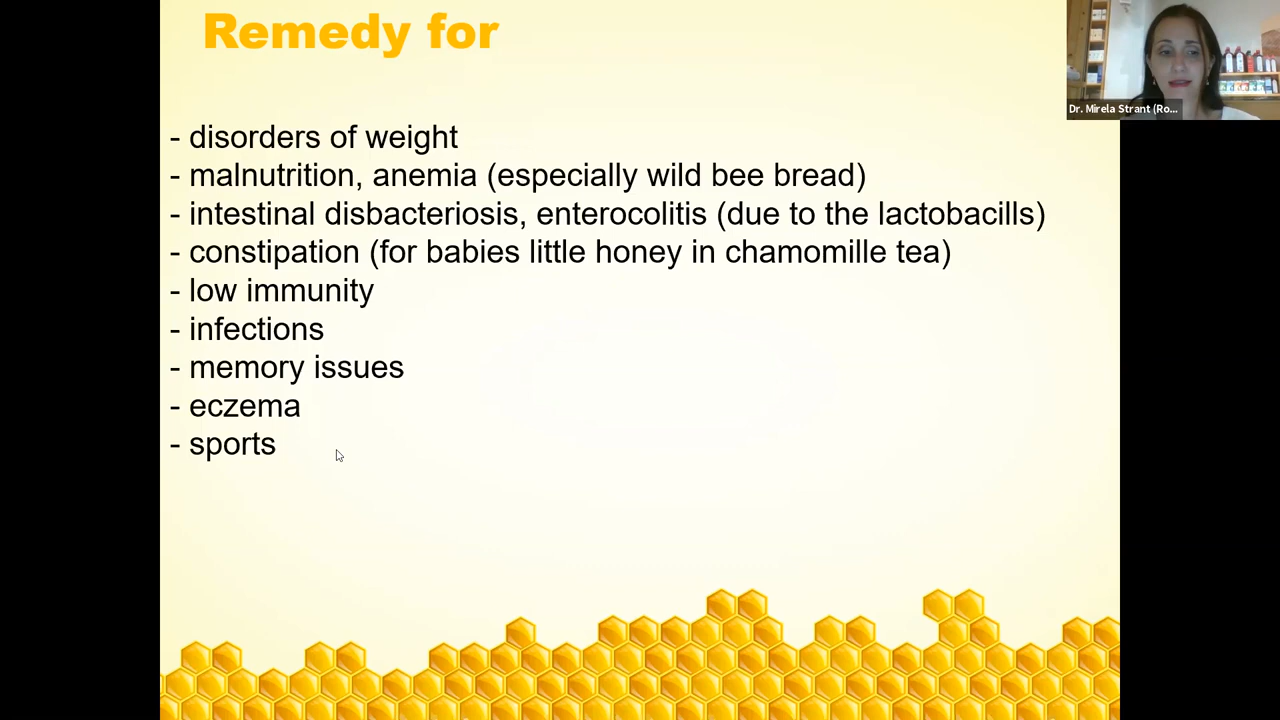 Remedy for
Dr. Mirela Strant (Ro...
- disorders of weight
- malnutrition, anemia (especially wild bee bread)
- intestinal disbacteriosis, enterocolitis (due to the lactobacills)
- constipation (for babies little honey in chamomille tea)
- low immunity
- infections
- memory issues
- eczema
- sports